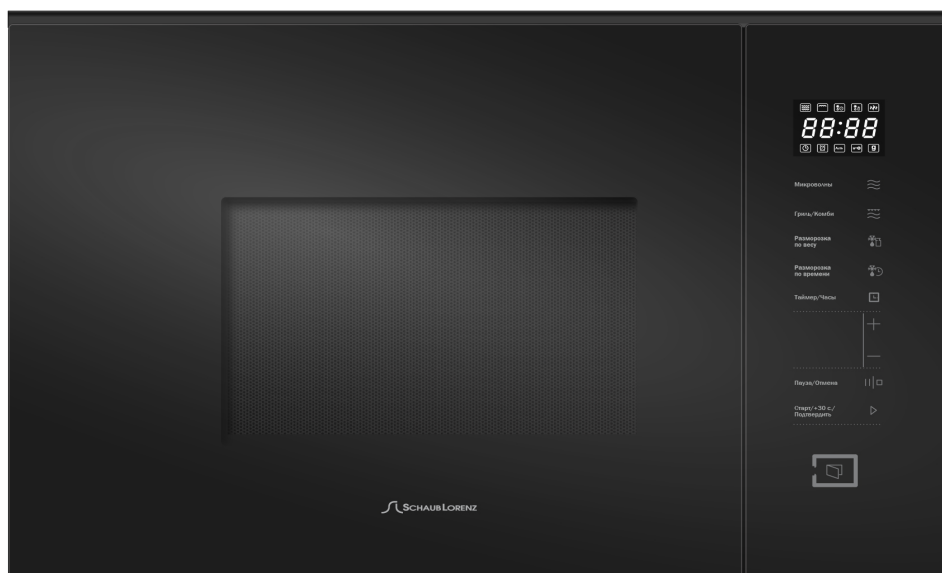 88:88
Auto
g
Микроволны
Гриль/Комби
Разморозка
по весу
Разморозка
по времени
Таймер/Часы
+
—
Пауза/Отмена
Старт/+30 с/
Подтвердить
SCHAUB LORENZ